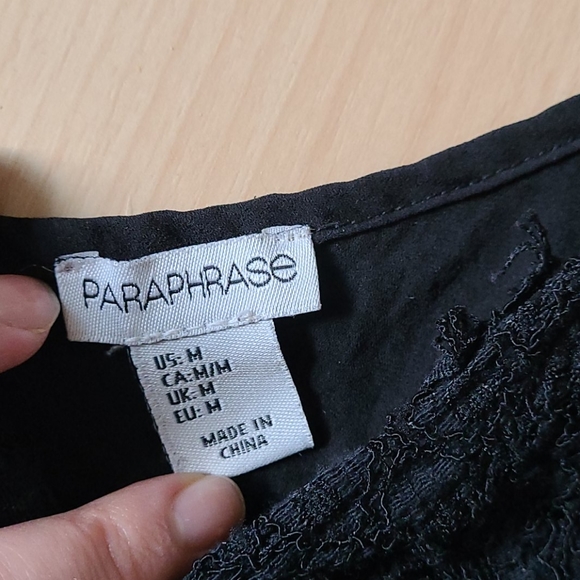 PARAPHRASe
US: M
CA: M/M
UK: M
EU: M
MADE IN
CHINA